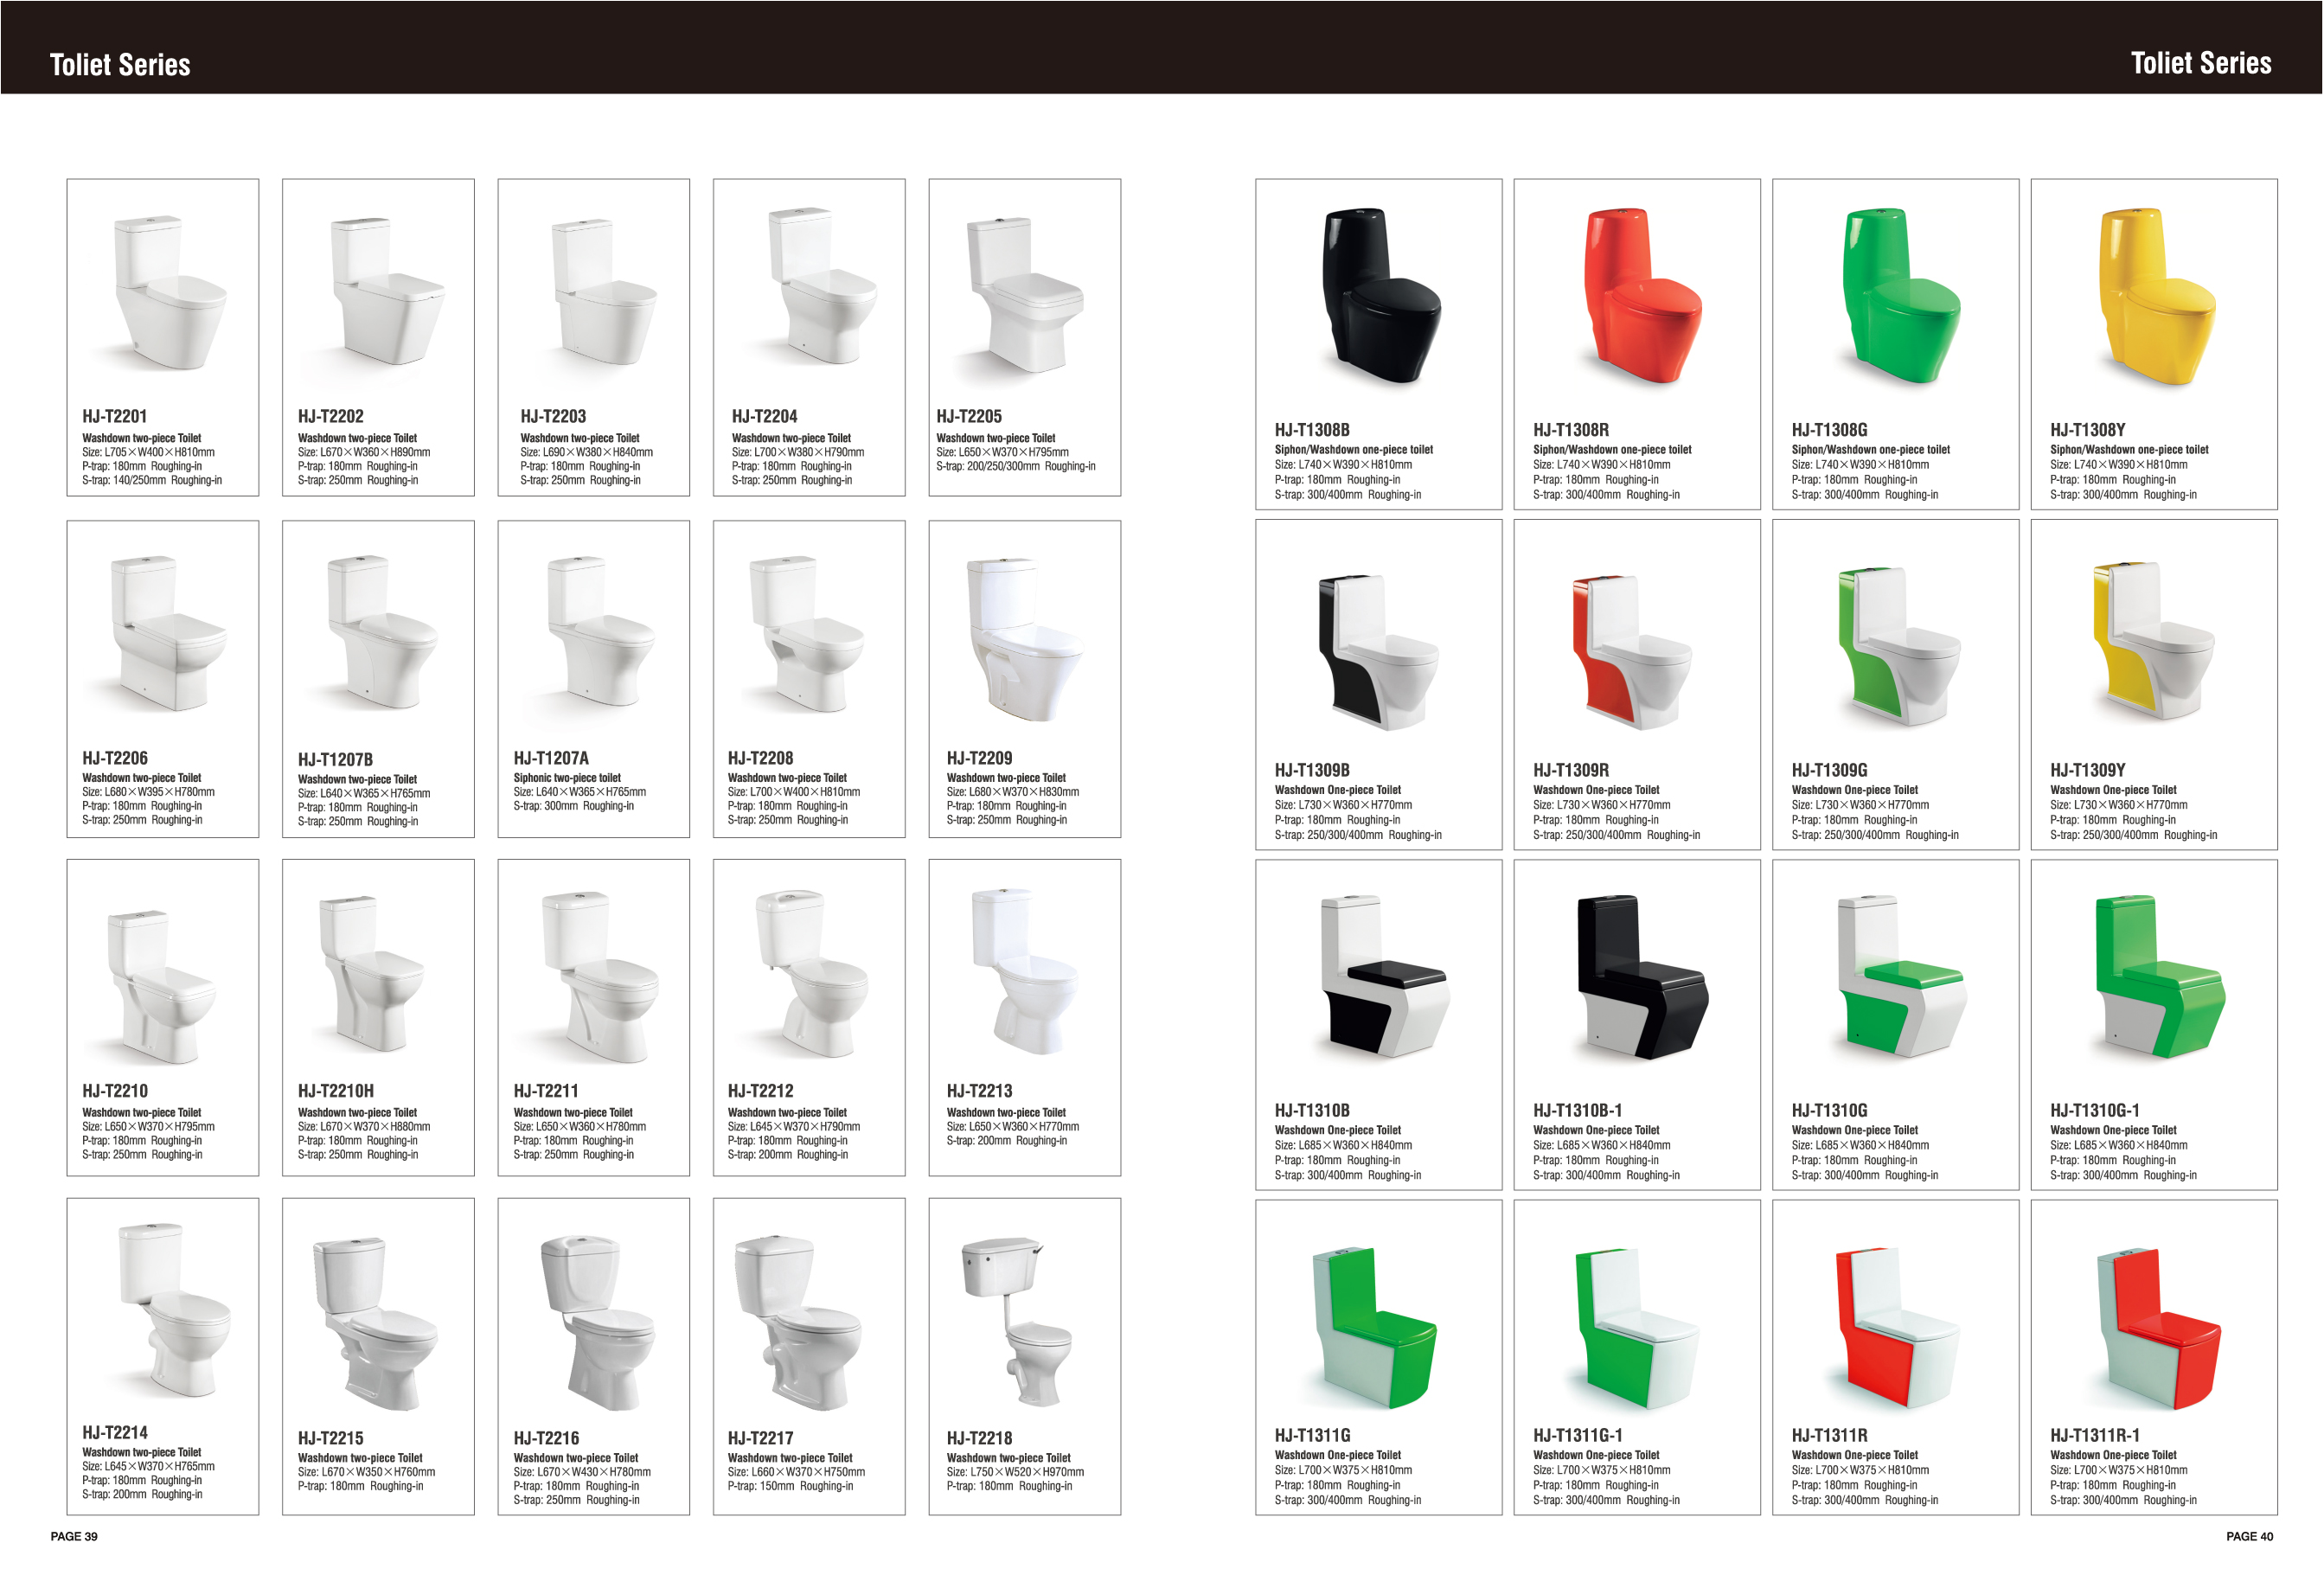 Toliet Series
Toliet Series
HJ-T2201
Washdown two-piece Toilet
Size: L705×W400×H810mm
P-trap: 180mm Roughing-in
S-trap: 140/250mm Roughing-in
HJ-T2202
Washdown two-piece Toilet
Size: L670×W360×H890mm
P-trap: 180mm Roughing-in
S-trap: 250mm Roughing-in
HJ-T2203
Washdown two-piece Toilet
Size: L690×W380×H840mm
P-trap: 180mm Roughing-in
S-trap: 250mm Roughing-in
HJ-T2204
Washdown two-piece Toilet
Size: L700×W380×H790mm
P-trap: 180mm Roughing-in
S-trap: 250mm Roughing-in
HJ-T2205
Washdown two-piece Toilet
Size: L650×W370×H795mm
S-trap: 200/250/300mm Roughing-in
HJ-T2206
Washdown two-piece Toilet
Size: L680×W395×H780mm
P-trap: 180mm Roughing-in
S-trap: 250mm Roughing-in
HJ-T1207B
Washdown two-piece Toilet
Size: L640×W365×H765mm
P-trap: 180mm Roughing-in
S-trap: 250mm Roughing-in
HJ-T1207A
Siphonic two-piece toilet
Size: L640×W365×H765mm
S-trap: 300mm Roughing-in
HJ-T2208
Washdown two-piece Toilet
Size: L700×W400×H810mm
P-trap: 180mm Roughing-in
S-trap: 250mm Roughing-in
HJ-T2209
Washdown two-piece Toilet
Size: L680×W370×H830mm
P-trap: 180mm Roughing-in
S-trap: 250mm Roughing-in
HJ-T2210
Washdown two-piece Toilet
Size: L650×W370×H795mm
P-trap: 180mm Roughing-in
S-trap: 250mm Roughing-in
HJ-T2210H
Washdown two-piece Toilet
Size: L670×W370×H880mm
P-trap: 180mm Roughing-in
S-trap: 250mm Roughing-in
HJ-T2211
Washdown two-piece Toilet
Size: L650×W360×H780mm
P-trap: 180mm Roughing-in
S-trap: 250mm Roughing-in
HJ-T2212
Washdown two-piece Toilet
Size: L645×W370×H790mm
P-trap: 180mm Roughing-in
S-trap: 200mm Roughing-in
HJ-T2213
Washdown two-piece Toilet
Size: L650×W360×H770mm
S-trap: 200mm Roughing-in
HJ-T2214
Washdown two-piece Toilet
Size: L645×W370×H765mm
P-trap: 180mm Roughing-in
S-trap: 200mm Roughing-in
HJ-T2215
Washdown two-piece Toilet
Size: L670×W350×H760mm
P-trap: 180mm Roughing-in
HJ-T2216
Washdown two-piece Toilet
Size: L670×W430×H780mm
P-trap: 180mm Roughing-in
S-trap: 250mm Roughing-in
HJ-T2217
Washdown two-piece Toilet
Size: L660×W370×H750mm
P-trap: 150mm Roughing-in
HJ-T2218
Washdown two-piece Toilet
Size: L750×W520×H970mm
P-trap: 180mm Roughing-in
PAGE 39
HJ-T1308B
Siphon/Washdown one-piece toilet
Size: L740×W390×H810mm
P-trap: 180mm Roughing-in
S-trap: 300/400mm Roughing-in
HJ-T1308R
Siphon/Washdown one-piece toilet
Size: L740×W390×H810mm
P-trap: 180mm Roughing-in
S-trap: 300/400mm Roughing-in
HJ-T1308G
Siphon/Washdown one-piece toilet
Size: L740×W390×H810mm
P-trap: 180mm Roughing-in
S-trap: 300/400mm Roughing-in
HJ-T1308Y
Siphon/Washdown one-piece toilet
Size: L740×W390×H810mm
P-trap: 180mm Roughing-in
S-trap: 300/400mm Roughing-in
HJ-T1309B
Washdown One-piece Toilet
Size: L730×W360×H770mm
P-trap: 180mm Roughing-in
S-trap: 250/300/400mm Roughing-in
HJ-T1309R
Washdown One-piece Toilet
Size: L730×W360×H770mm
P-trap: 180mm Roughing-in
S-trap: 250/300/400mm Roughing-in
HJ-T1309G
Washdown One-piece Toilet
Size: L730×W360×H770mm
P-trap: 180mm Roughing-in
S-trap: 250/300/400mm Roughing-in
HJ-T1309Y
Washdown One-piece Toilet
Size: L730×W360×H770mm
P-trap: 180mm Roughing-in
S-trap: 250/300/400mm Roughing-in
HJ-T1310B
Washdown One-piece Toilet
Size: L685×W360×H840mm
P-trap: 180mm Roughing-in
S-trap: 300/400mm Roughing-in
HJ-T1310B-1
Washdown One-piece Toilet
Size: L685×W360×H840mm
P-trap: 180mm Roughing-in
S-trap: 300/400mm Roughing-in
HJ-T1310G
Washdown One-piece Toilet
Size: L685×W360×H840mm
P-trap: 180mm Roughing-in
S-trap: 300/400mm Roughing-in
HJ-T1310G-1
Washdown One-piece Toilet
Size: L685×W360×H840mm
P-trap: 180mm Roughing-in
S-trap: 300/400mm Roughing-in
HJ-T1311G
Washdown One-piece Toilet
Size: L700×W375×H810mm
P-trap: 180mm Roughing-in
S-trap: 300/400mm Roughing-in
HJ-T1311G-1
Washdown One-piece Toilet
Size: L700×W375×H810mm
P-trap: 180mm Roughing-in
S-trap: 300/400mm Roughing-in
HJ-T1311R
Washdown One-piece Toilet
Size: L700×W375×H810mm
P-trap: 180mm Roughing-in
S-trap: 300/400mm Roughing-in
HJ-T1311R-1
Washdown One-piece Toilet
Size: L700×W375×H810mm
P-trap: 180mm Roughing-in
S-trap: 300/400mm Roughing-in
PAGE 40